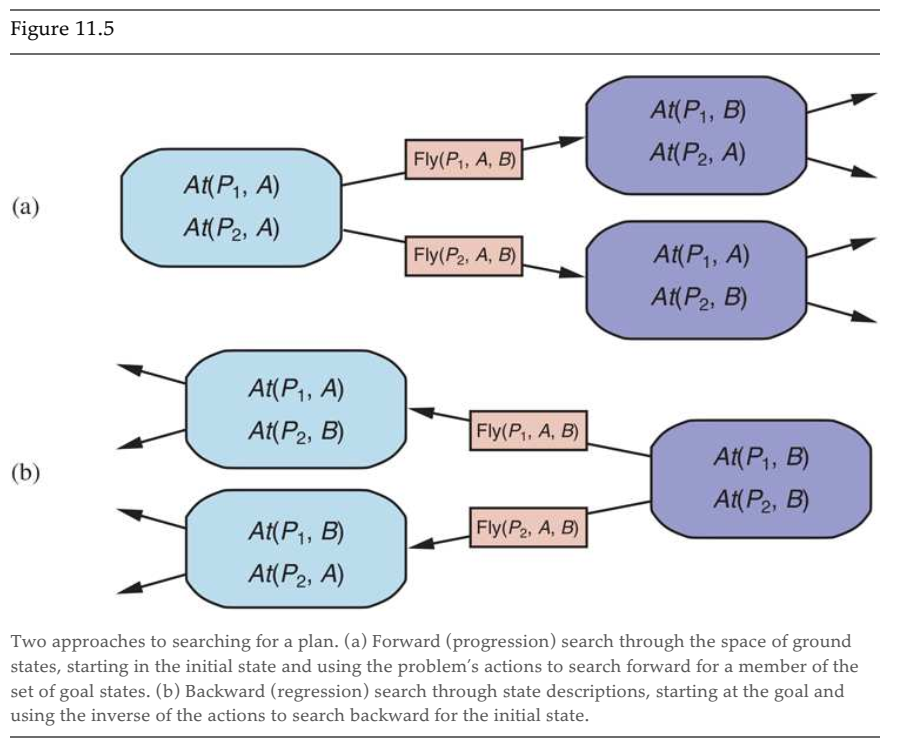 Figure 11.5
(a)
At(P₁, A)
At(P₂, A)
Fly(P₁, A, B)
At(P₁, B)
At(P₂, A)
Fly(P₂, A, B)
At(P₁, A)
At(P₂, B)
(b)
At(P₁, A)
At(P₂, B)
Fly(P₁, A, B)
At(P₁, B)
At(P₂, A)
Fly(P₂, A, B)
At(P₁, B)
At(P₂, B)
Two approaches to searching for a plan. (a) Forward (progression) search through the space of ground
states, starting in the initial state and using the problem’s actions to search forward for a member of the
set of goal states. (b) Backward (regression) search through state descriptions, starting at the goal and
using the inverse of the actions to search backward for the initial state.